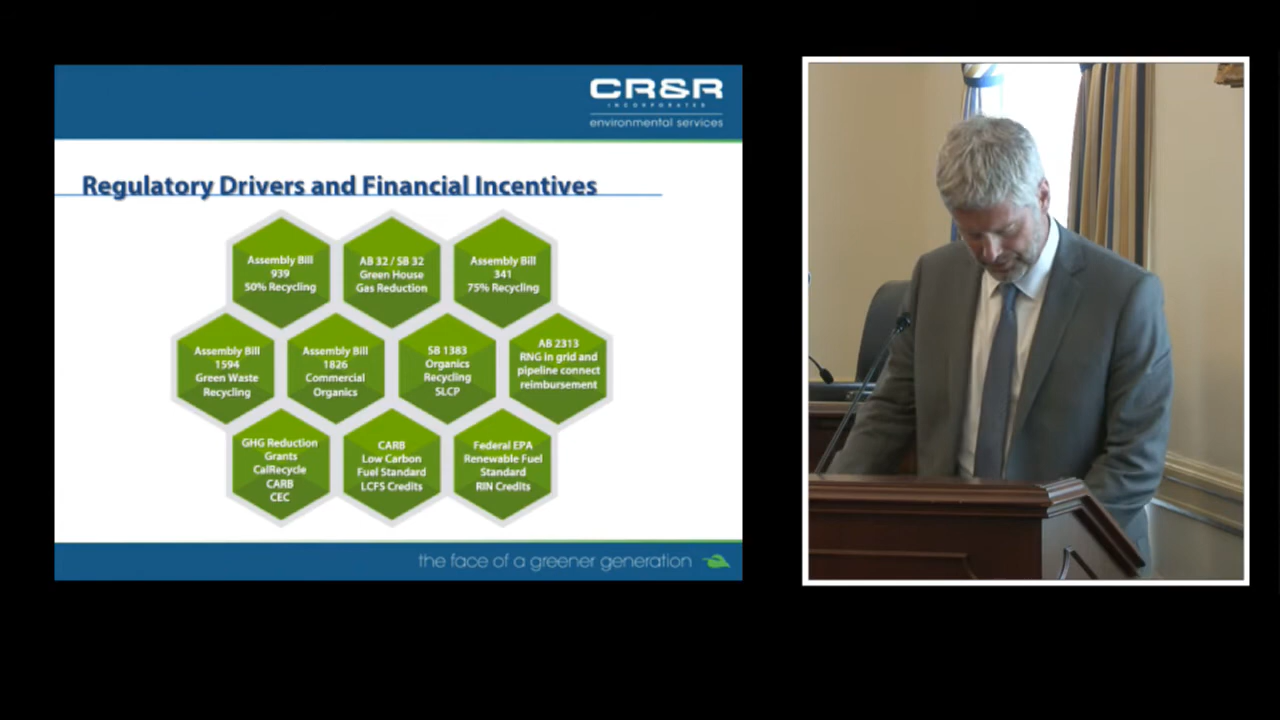 CR&R
INCORPORATED
environmental services
Regulatory Drivers and Financial Incentives
Assembly Bill
939
50% Recycling
AB 32 / SB 32
Green House
Gas Reduction
Assembly Bill
341
75% Recycling
Assembly Bill
1594
Green Waste
Recycling
Assembly Bill
1826
Commercial
Organics
SB 1383
Organics
Recycling
SLCP
AB 2313
RNG in grid and
pipeline connect
reimbursement
GHG Reduction
Grants
CalRecycle
CARB
CEC
CARB
Low Carbon
Fuel Standard
LCFS Credits
Federal EPA
Renewable Fuel
Standard
RIN Credits
the face of a greener generation